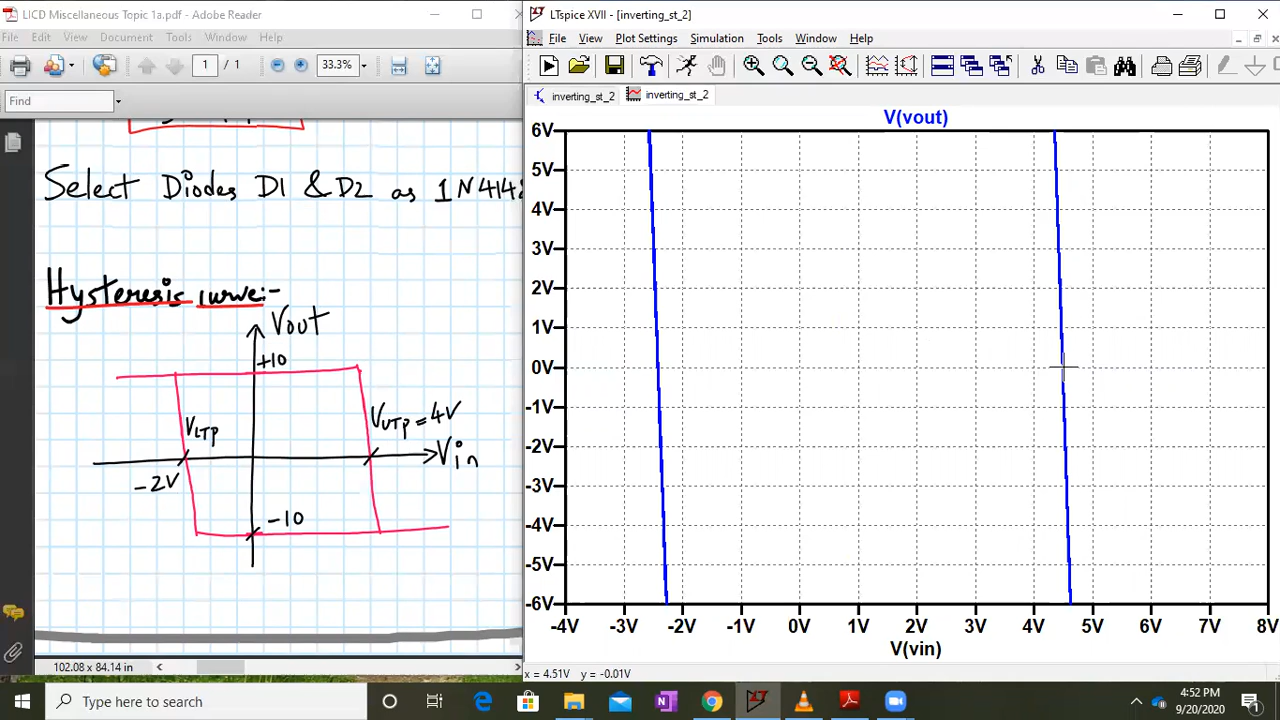 LICD Miscellaneous Topic 1a.pdf - Adobe Reader
File Edit View Document Tools Window Help
1 / 1 33.3%
Find
Select Diodes D1 & D2 as 1N4148
Hysteresis curve:-
Vout
+10
VLTP
VUTP = 4V
Vin
-2V
-10
102.08 x 84.14 in
LTspice XVII - [inverting_st_2]
File View Plot Settings Simulation Tools Window Help
inverting_st_2 inverting_st_2
V(vout)
6V
5V
4V
3V
2V
1V
0V
-1V
-2V
-3V
-4V
-5V
-6V
-4V -3V -2V -1V 0V 1V 2V 3V 4V 5V 6V 7V 8V
V(vin)
x = 4.51V y = -0.01V
Type here to search
4:52 PM
9/20/2020
1